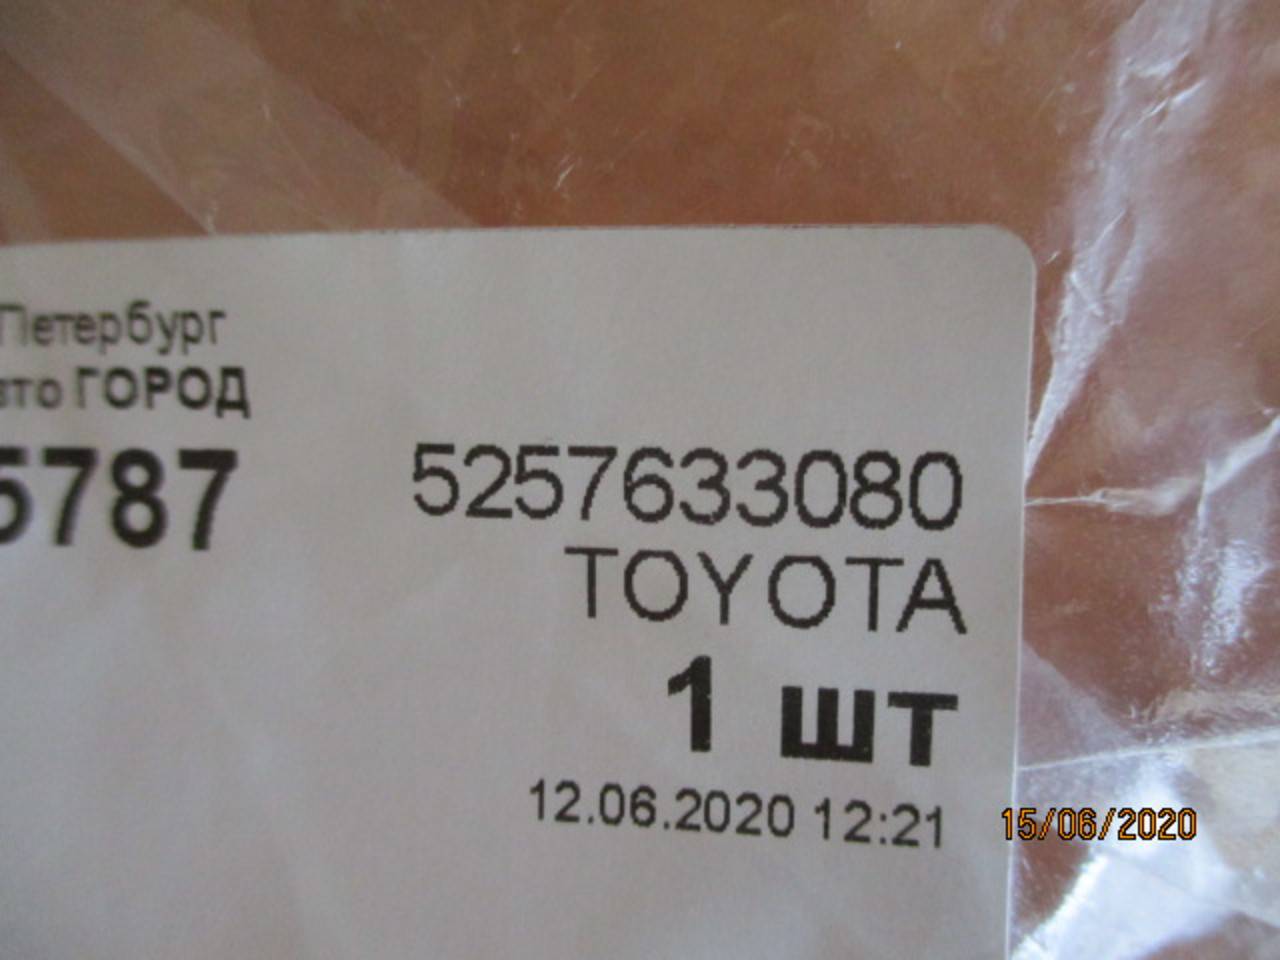 Петербург
вто ГОРОД
5787
5257633080
TOYOTA
1 шт
12.06.2020 12:21
15/06/2020